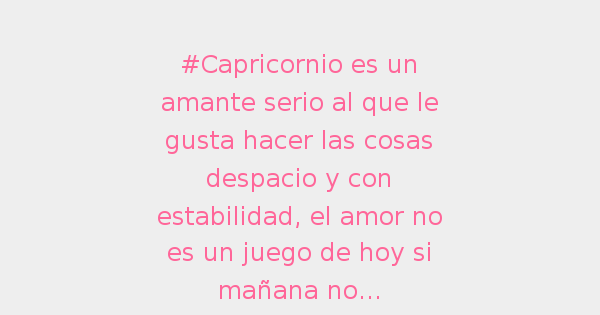 #Capricornio es un
amante serio al que le
gusta hacer las cosas
despacio y con
estabilidad, el amor no
es un juego de hoy si
mañana no...